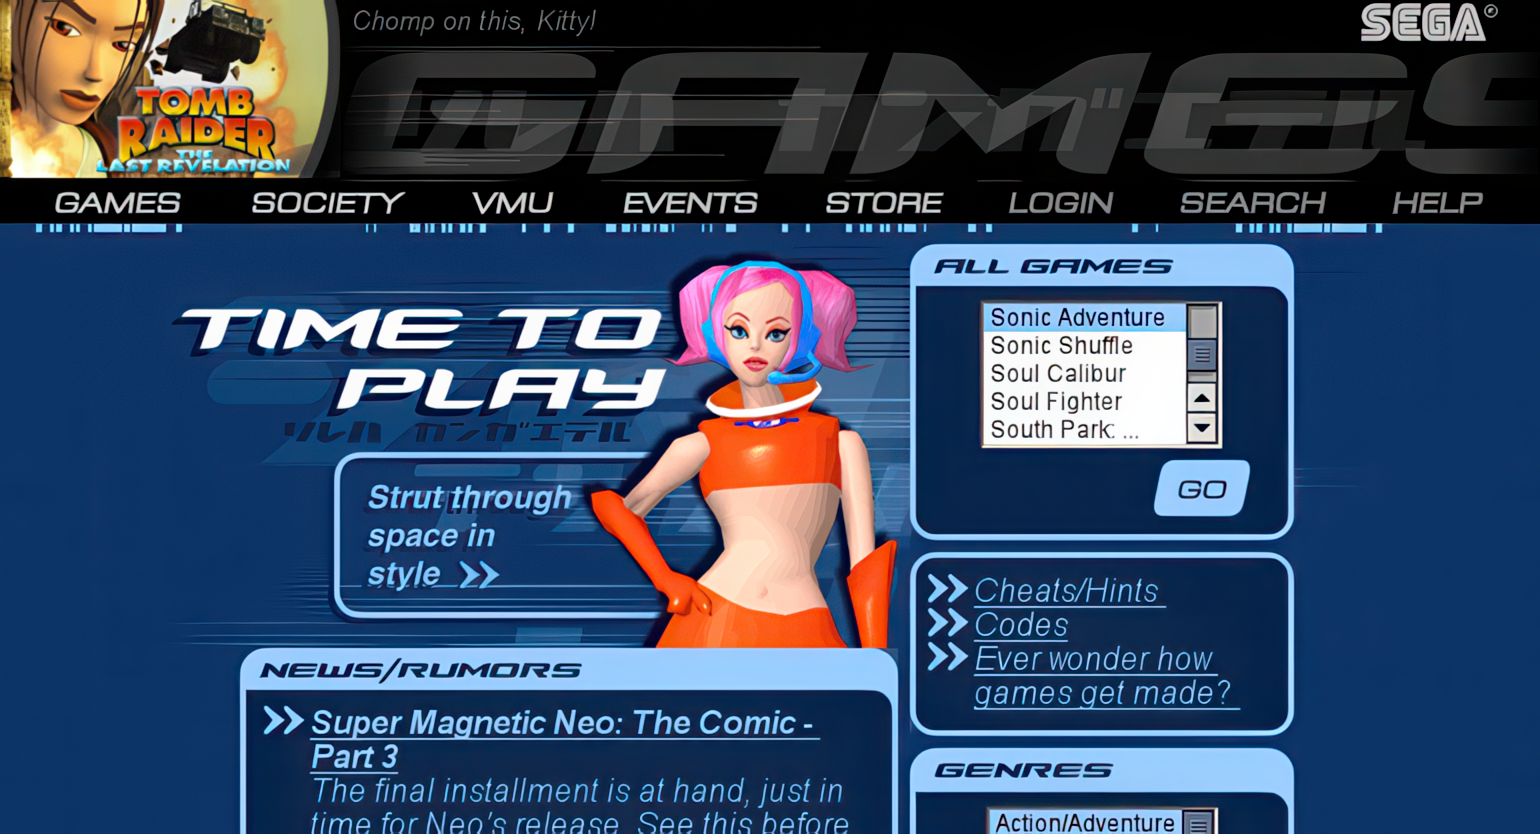 Chomp on this, Kitty!
SEGA®
GAMES
TOMB
RAIDER
THE
LAST REVELATION
GAMES SOCIETY VMU EVENTS STORE LOGIN SEARCH HELP
TIME TO
PLAY
Strut through
space in
style
ALL GAMES
Sonic Adventure
Sonic Shuffle
Soul Calibur
Soul Fighter
South Park: ...
GO
Cheats/Hints
Codes
Ever wonder how
games get made?
NEWS/RUMORS
Super Magnetic Neo: The Comic -
Part 3
The final installment is at hand, just in
time for Neo's release. See this before
GENRES
Action/Adventure